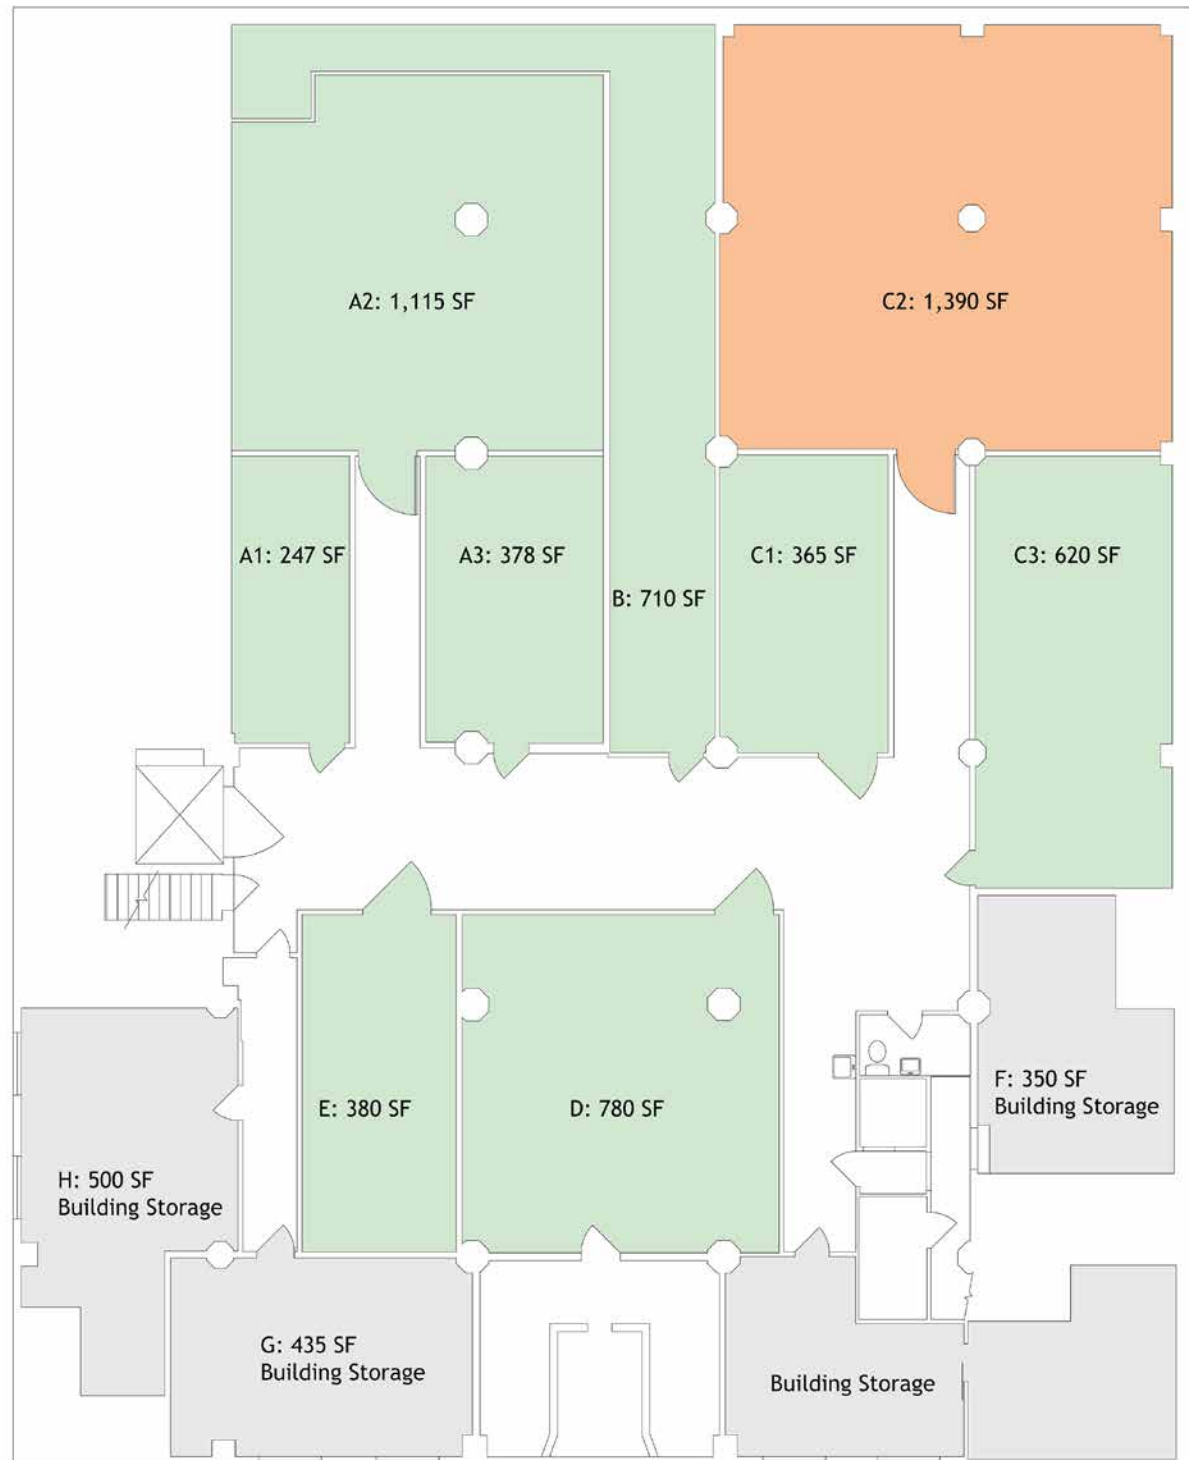 A2: 1,115 SF
C2: 1,390 SF
A1: 247 SF
A3: 378 SF
B: 710 SF
C1: 365 SF
C3: 620 SF
E: 380 SF
D: 780 SF
F: 350 SF
Building Storage
H: 500 SF
Building Storage
G: 435 SF
Building Storage
Building Storage